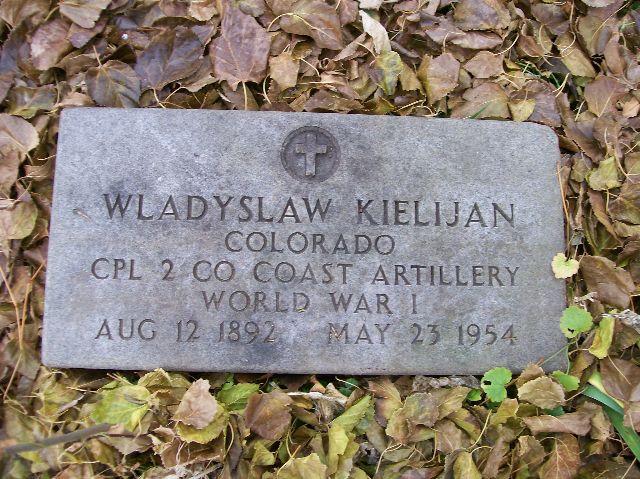 WLADYSLAW KIELIJAN
COLORADO
CPL 2 CO COAST ARTILLERY
WORLD WAR I
AUG 12 1892 MAY 23 1954